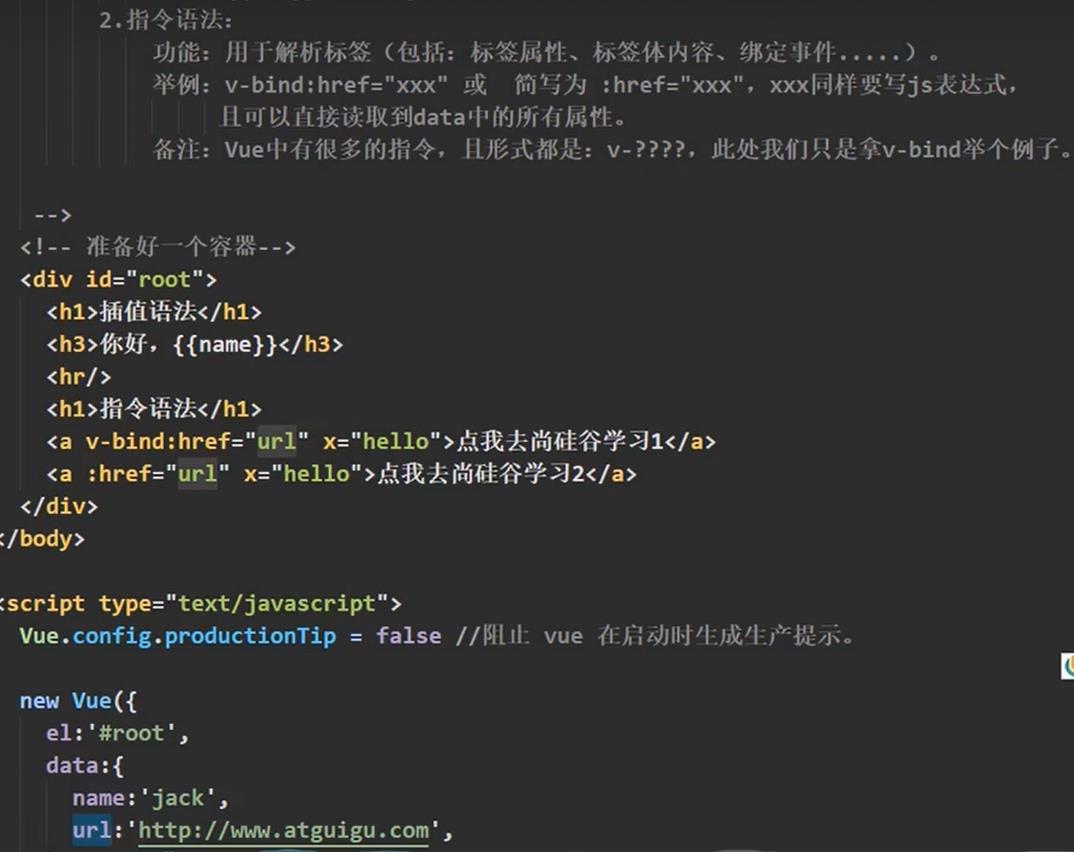 2.指令语法:
功能: 用于解析标签（包括: 标签属性、标签体内容、绑定事件.....）。
举例: v-bind:href="xxx" 或  简写为 :href="xxx", xxx同样要写js表达式,
且可以直接读取到data中的所有属性。
备注: Vue中有很多的指令, 且形式都是: v-????, 此处我们只是拿v-bind举个例子。
-->
<!-- 准备好一个容器-->
<div id="root">
<h1>插值语法</h1>
<h3>你好, {{name}}</h3>
<hr/>
<h1>指令语法</h1>
<a v-bind:href="url" x="hello">点我去尚硅谷学习1</a>
<a :href="url" x="hello">点我去尚硅谷学习2</a>
</div>
</body>
<script type="text/javascript">
Vue.config.productionTip = false //阻止 vue 在启动时生成生产提示。
new Vue({
el:'#root',
data:{
name:'jack',
url:'http://www.atguigu.com',